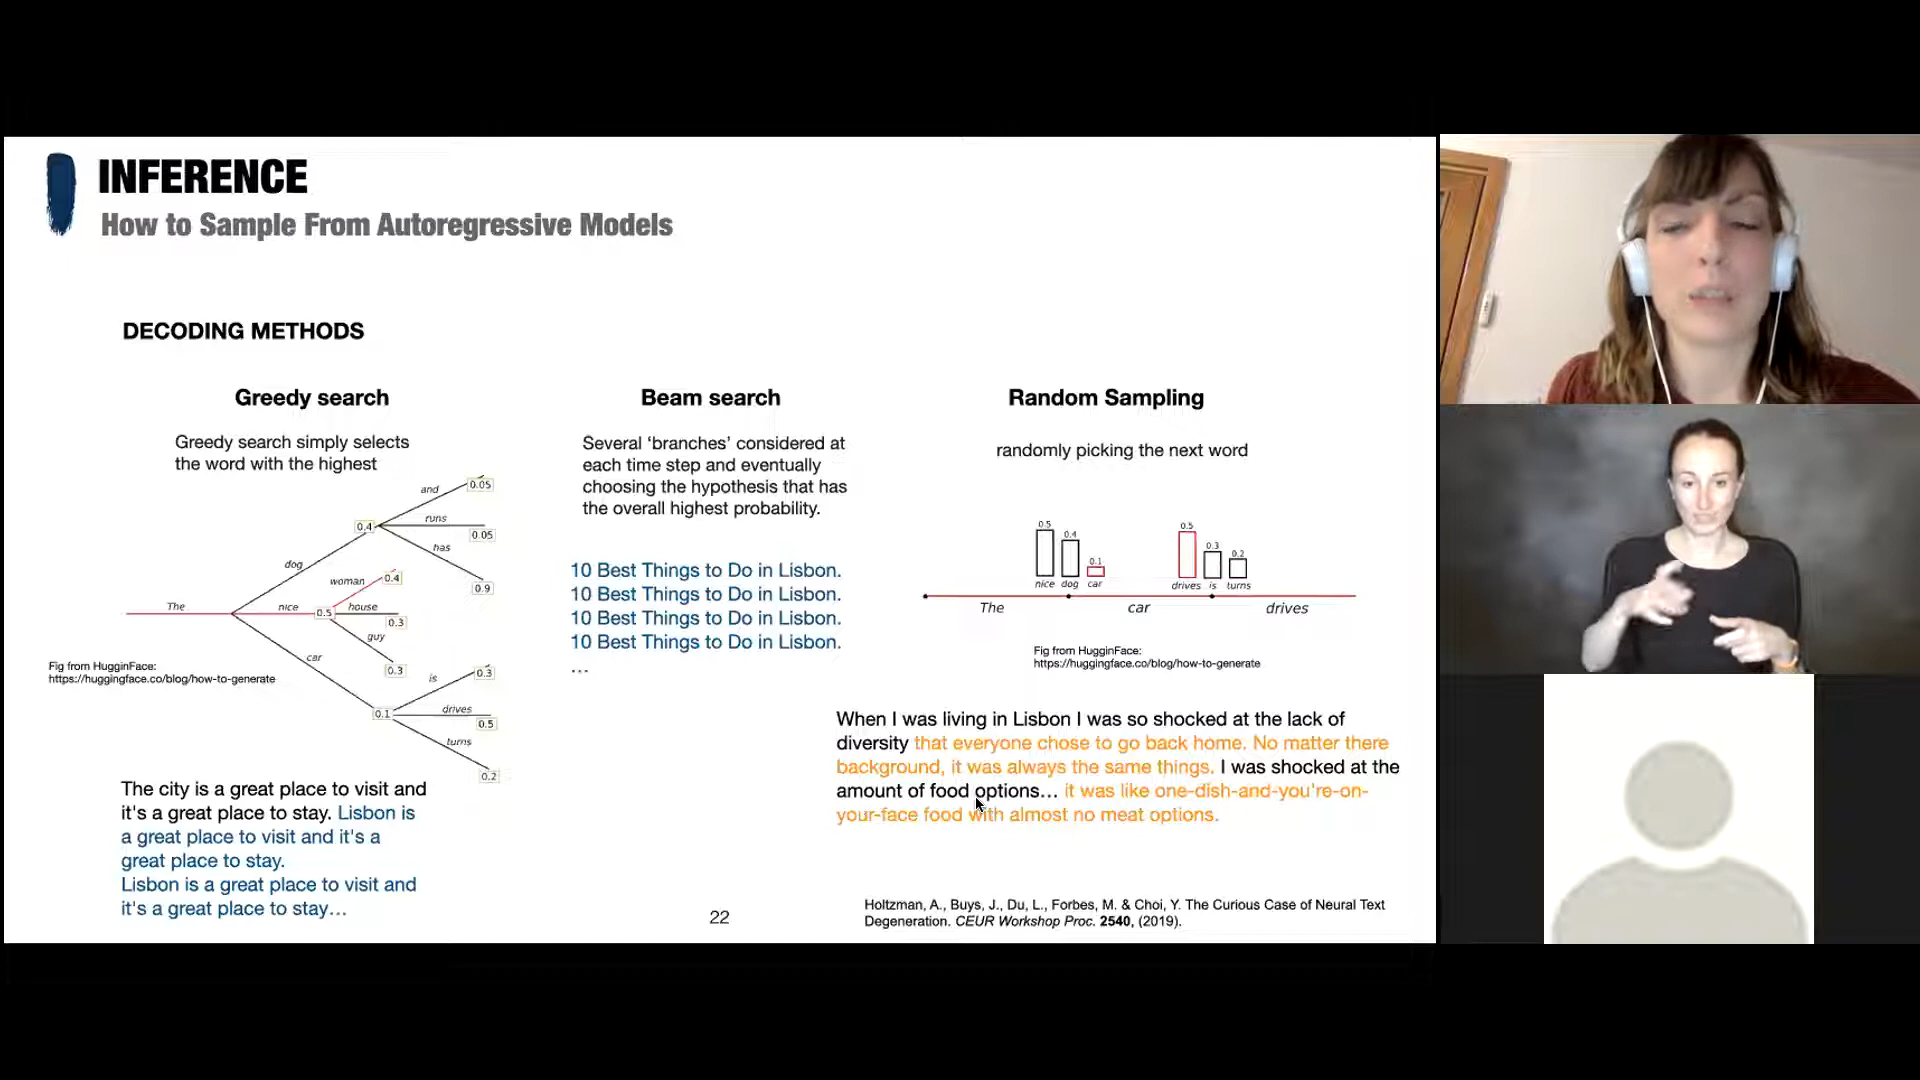 INFERENCE
How to Sample From Autoregressive Models
DECODING METHODS
Greedy search
Greedy search simply selects
the word with the highest
and
0.05
0.4
runs
0.05
has
dog
0.9
woman
0.4
The
nice
0.5
house
0.3
guy
car
0.3
is
0.3
0.1
drives
0.5
turns
0.2
Fig from HugginFace:
https://huggingface.co/blog/how-to-generate
The city is a great place to visit and
it's a great place to stay. Lisbon is
a great place to visit and it's a
great place to stay.
Lisbon is a great place to visit and
it's a great place to stay…
Beam search
Several ‘branches’ considered at
each time step and eventually
choosing the hypothesis that has
the overall highest probability.
10 Best Things to Do in Lisbon.
10 Best Things to Do in Lisbon.
10 Best Things to Do in Lisbon.
10 Best Things to Do in Lisbon.
…
Random Sampling
randomly picking the next word
0.5 0.4 0.1 0.5 0.3 0.2
nice dog car drives is turns
The car drives
Fig from HugginFace:
https://huggingface.co/blog/how-to-generate
When I was living in Lisbon I was so shocked at the lack of
diversity that everyone chose to go back home. No matter there
background, it was always the same things. I was shocked at the
amount of food options… it was like one-dish-and-you're-on-
your-face food with almost no meat options.
22
Holtzman, A., Buys, J., Du, L., Forbes, M. & Choi, Y. The Curious Case of Neural Text
Degeneration. CEUR Workshop Proc. 2540, (2019).